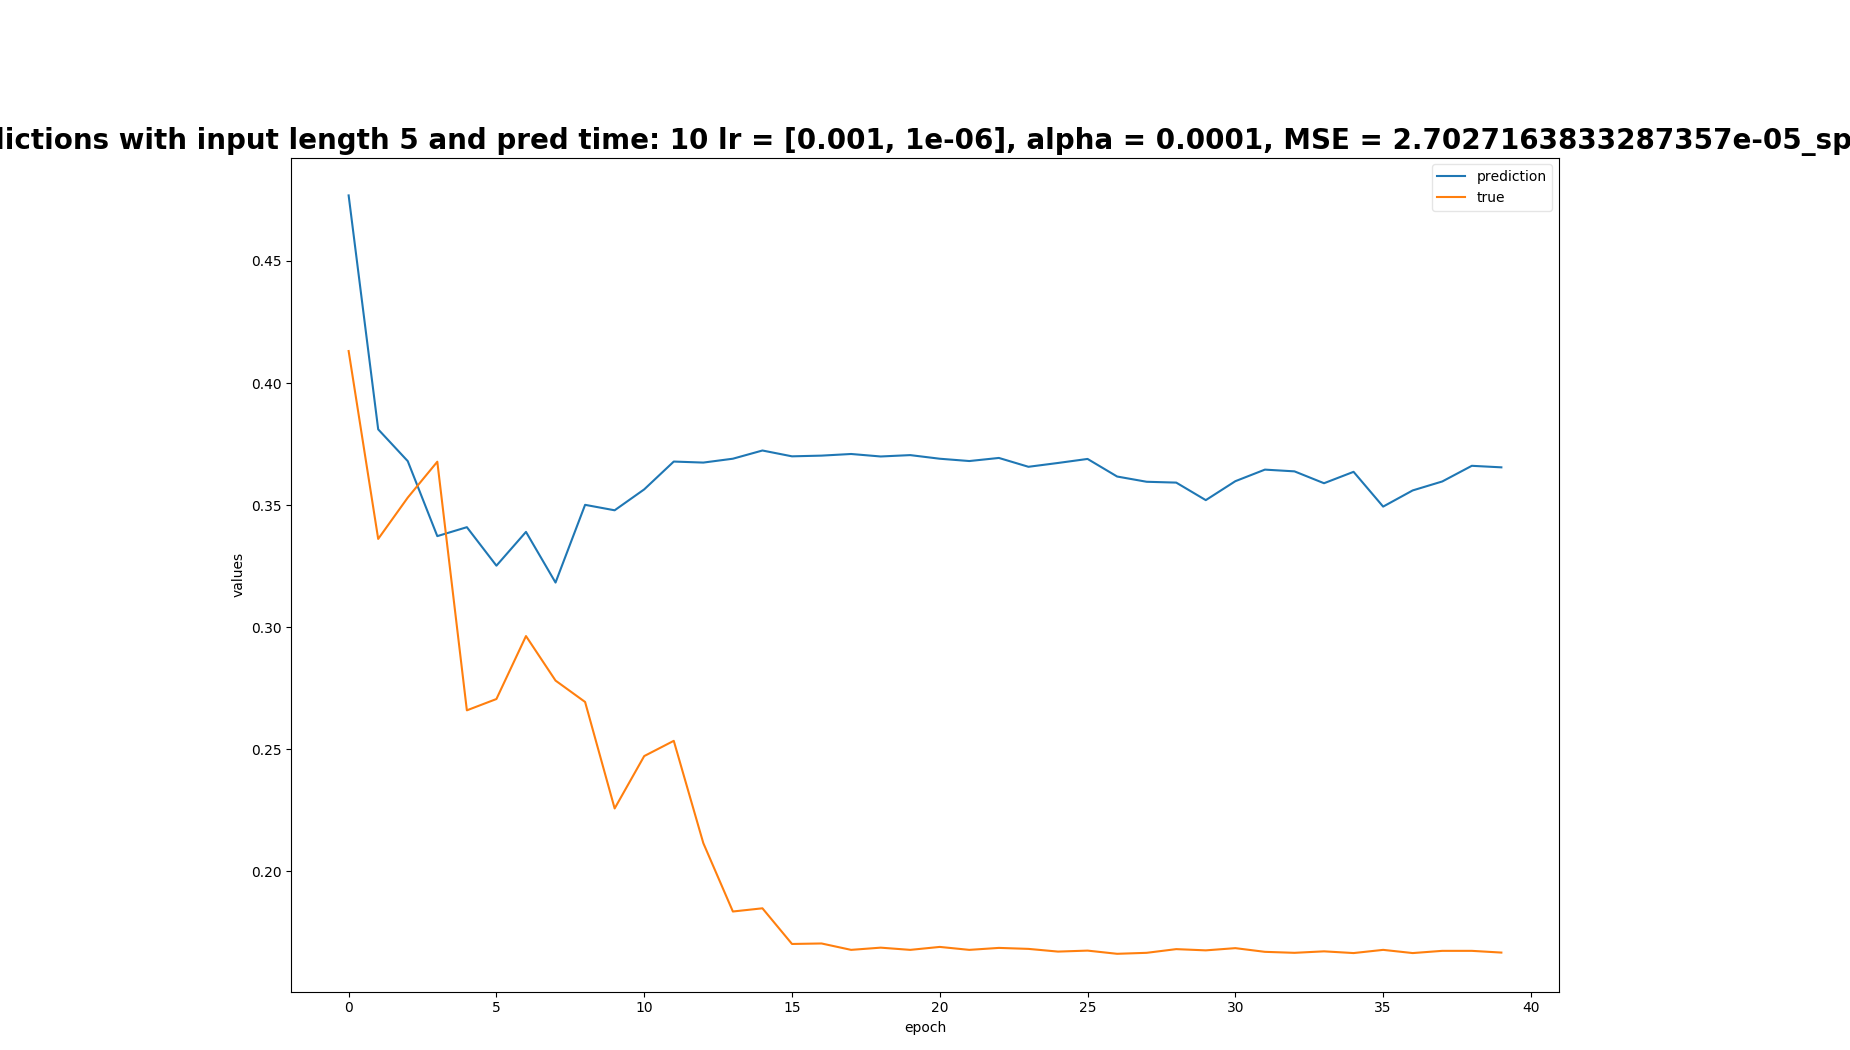 lictions with input length 5 and pred time: 10 lr = [0.001, 1e-06], alpha = 0.0001, MSE = 2.7027163833287357e-05_sp
prediction
true
values
0.45
0.40
0.35
0.30
0.25
0.20
0 5 10 15 20 25 30 35 40
epoch